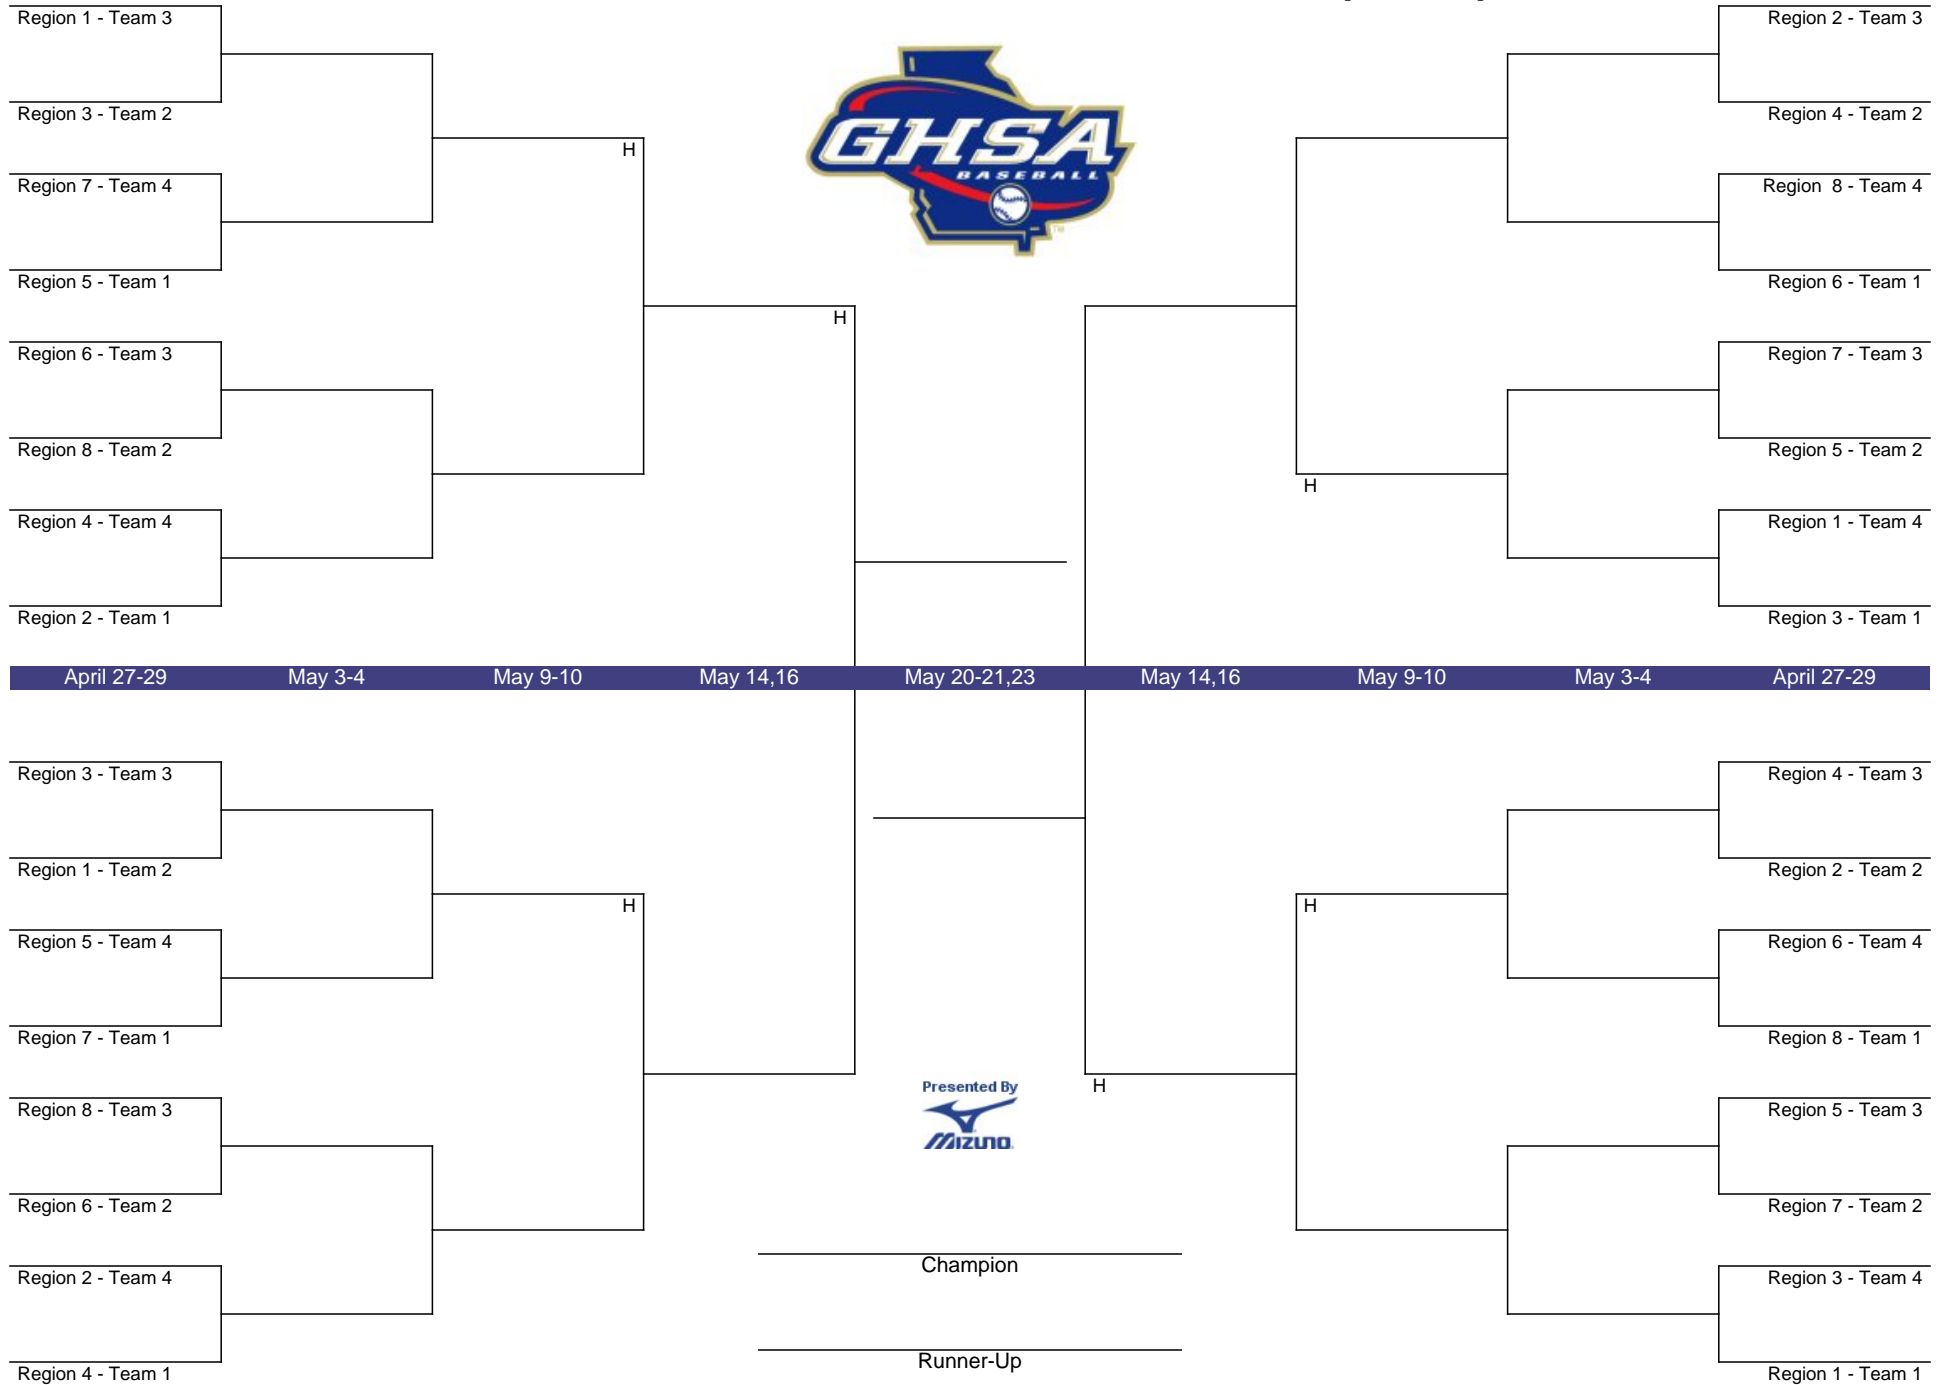 Region 1 - Team 3
Region 2 - Team 3
Region 3 - Team 2
Region 4 - Team 2
GHSA
BASEBALL
TM
H
Region 7 - Team 4
Region  8 - Team 4
Region 5 - Team 1
Region 6 - Team 1
H
Region 6 - Team 3
Region 7 - Team 3
Region 8 - Team 2
Region 5 - Team 2
H
Region 4 - Team 4
Region 1 - Team 4
Region 2 - Team 1
Region 3 - Team 1
April 27-29 May 3-4 May 9-10 May 14,16 May 20-21,23 May 14,16 May 9-10 May 3-4 April 27-29
Region 3 - Team 3
Region 4 - Team 3
Region 1 - Team 2
Region 2 - Team 2
H
H
Region 5 - Team 4
Region 6 - Team 4
Region 7 - Team 1
Region 8 - Team 1
Presented By
MIZUNO
H
Region 8 - Team 3
Region 5 - Team 3
Region 6 - Team 2
Region 7 - Team 2
Champion
Region 2 - Team 4
Region 3 - Team 4
Runner-Up
Region 4 - Team 1
Region 1 - Team 1